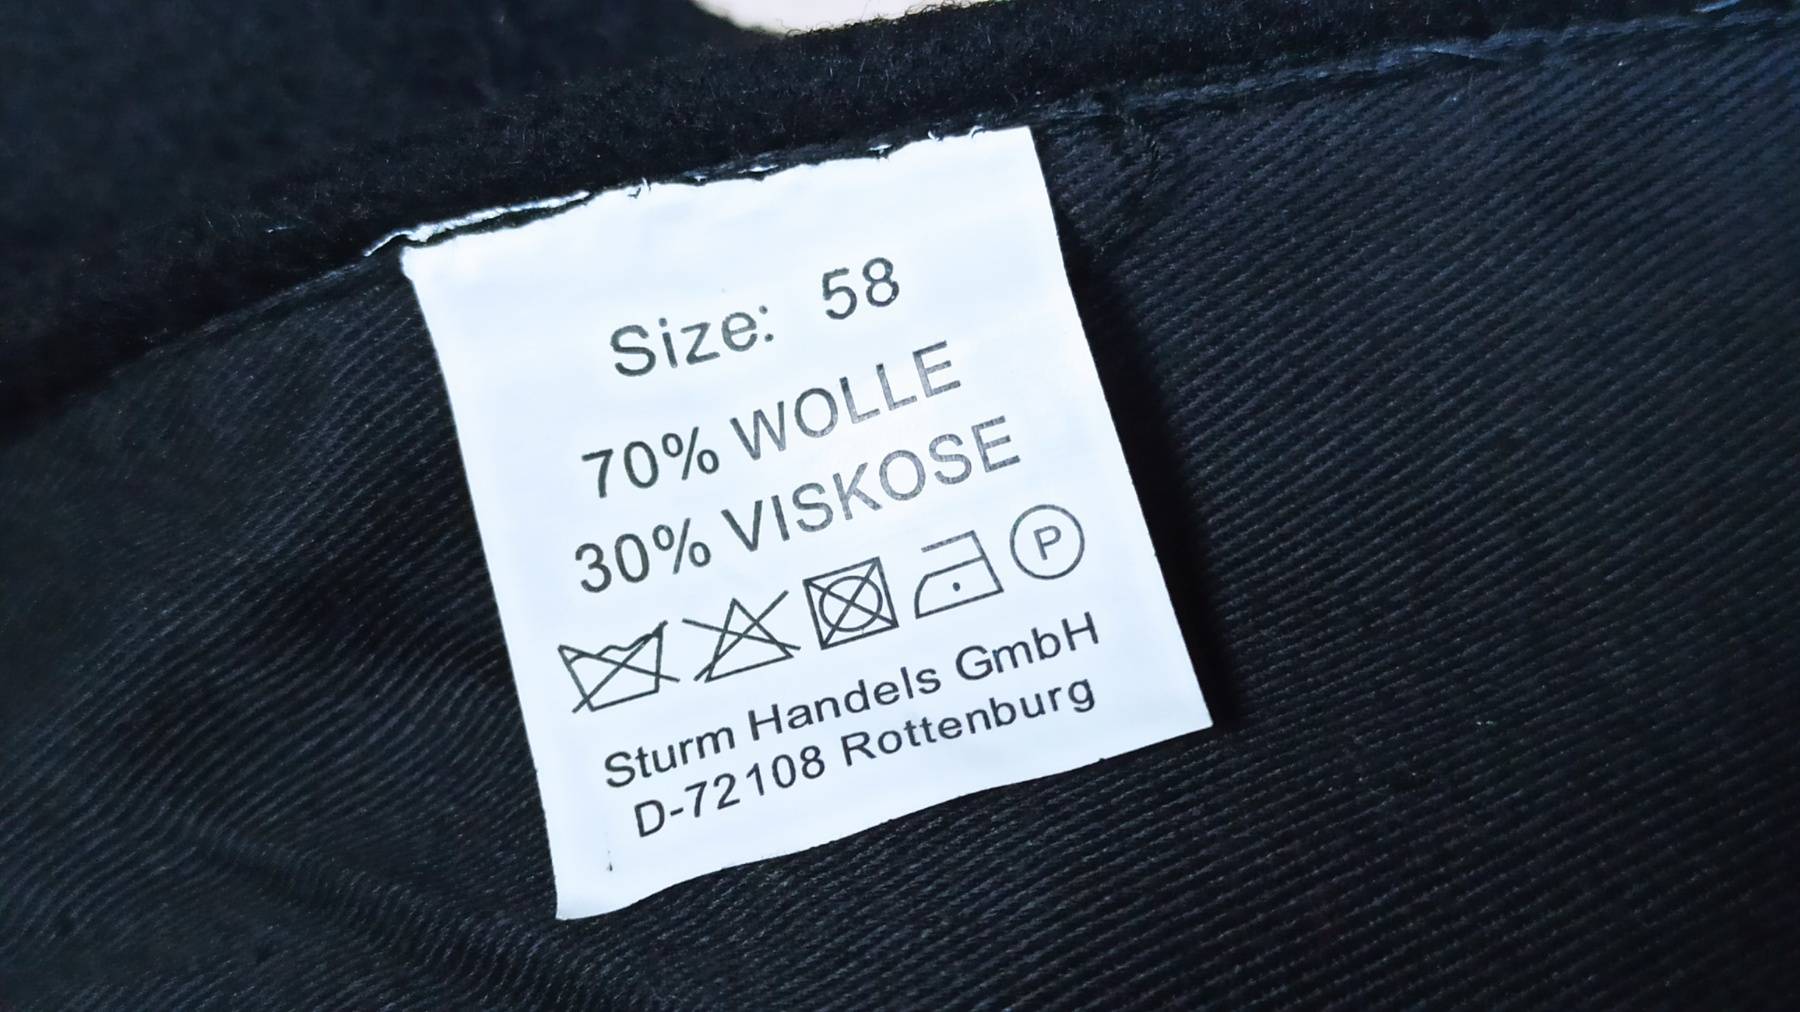 Size: 58
70% WOLLE
30% VISKOSE
P
Sturm Handels GmbH
D-72108 Rottenburg